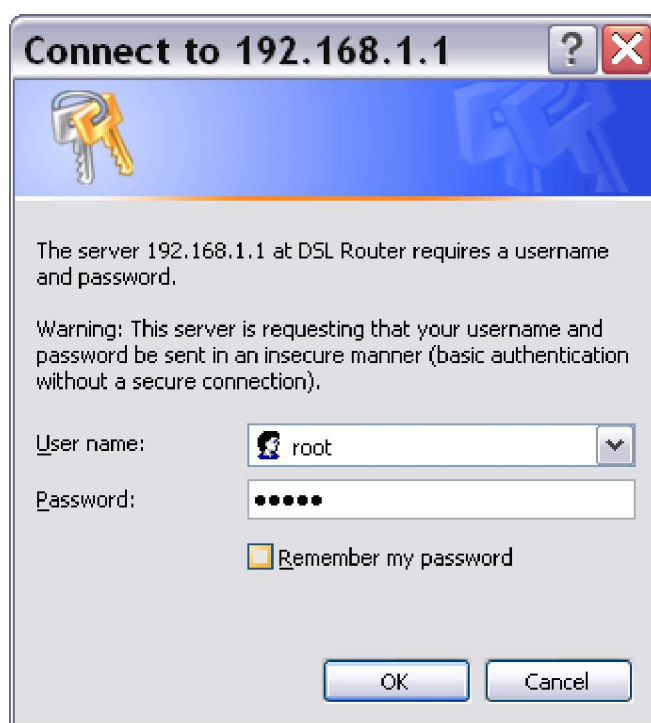 Connect to 192.168.1.1
The server 192.168.1.1 at DSL Router requires a username
and password.
Warning: This server is requesting that your username and
password be sent in an insecure manner (basic authentication
without a secure connection).
User name:
root
Password:
•••••
Remember my password
OK
Cancel